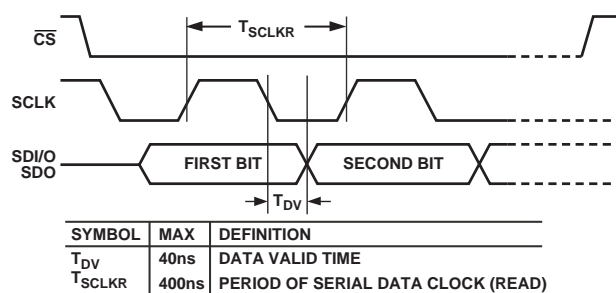 CS
T_SCLKR
SCLK
SDI/O
SDO
FIRST BIT
SECOND BIT
T_DV
SYMBOL MAX DEFINITION
T_DV 40ns DATA VALID TIME
T_SCLKR 400ns PERIOD OF SERIAL DATA CLOCK (READ)